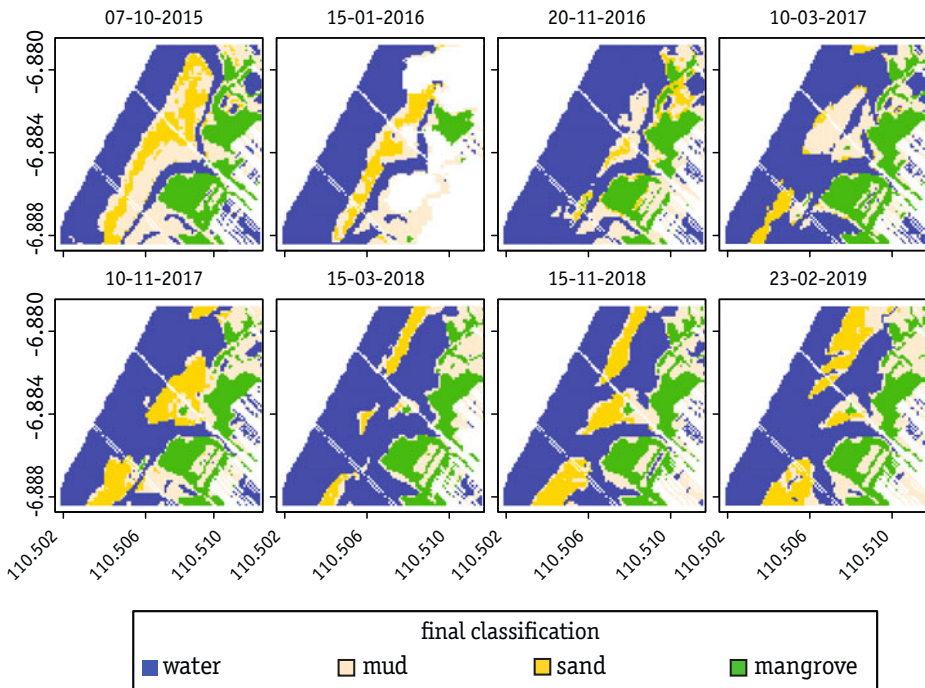 07-10-2015 15-01-2016 20-11-2016 10-03-2017
-6.880
-6.884
-6.888
10-11-2017 15-03-2018 15-11-2018 23-02-2019
-6.880
-6.884
-6.888
110.502 110.506 110.510 110.502 110.506 110.510 110.502 110.506 110.510 110.502 110.506 110.510
final classification
water mud sand mangrove